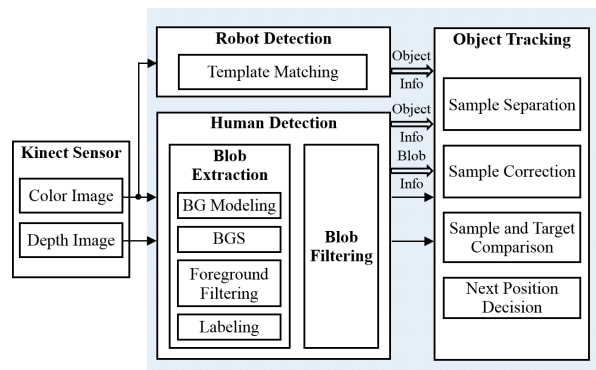 Kinect Sensor
Color Image
Depth Image
Robot Detection
Template Matching
Human Detection
Blob
Extraction
BG Modeling
BGS
Foreground
Filtering
Labeling
Blob
Filtering
Object
Info
Object
Info
Blob
Info
Object Tracking
Sample Separation
Sample Correction
Sample and Target
Comparison
Next Position
Decision